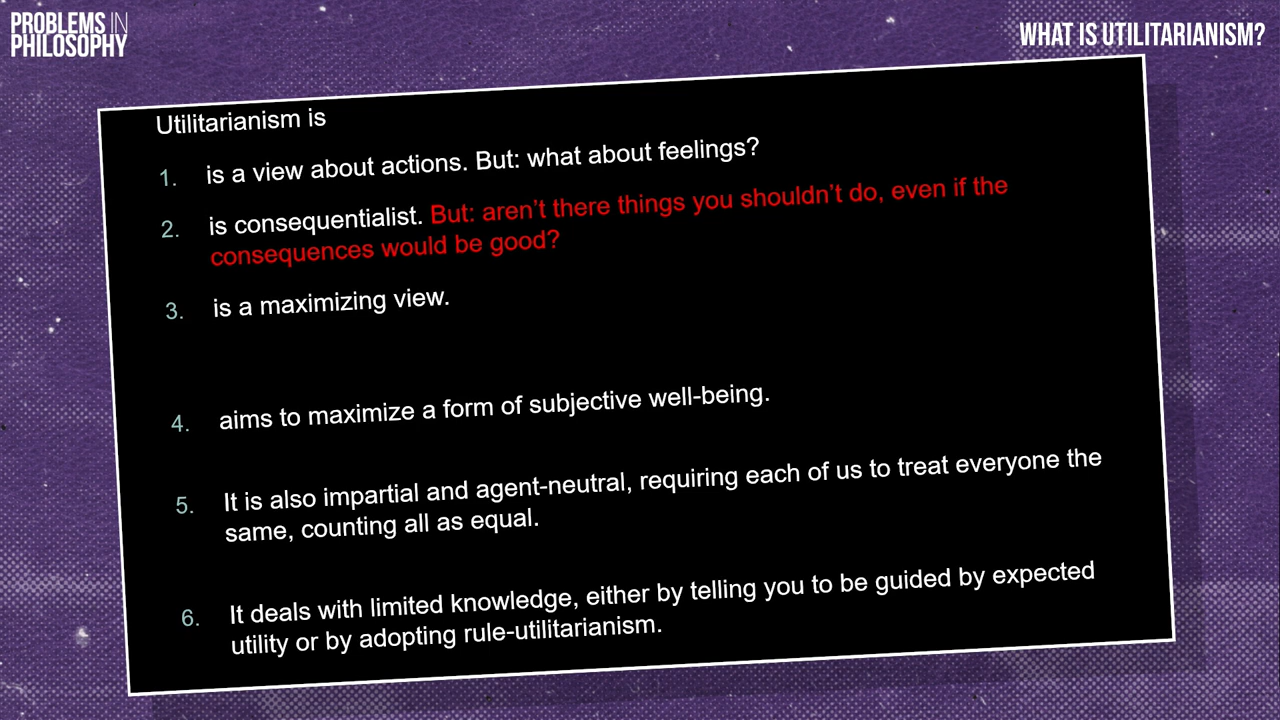 PROBLEMS IN
PHILOSOPHY
WHAT IS UTILITARIANISM?
Utilitarianism is
1. is a view about actions. But: what about feelings?
2. is consequentialist. But: aren't there things you shouldn't do, even if the
consequences would be good?
3. is a maximizing view.
4. aims to maximize a form of subjective well-being.
5. It is also impartial and agent-neutral, requiring each of us to treat everyone the
same, counting all as equal.
6. It deals with limited knowledge, either by telling you to be guided by expected
utility or by adopting rule-utilitarianism.